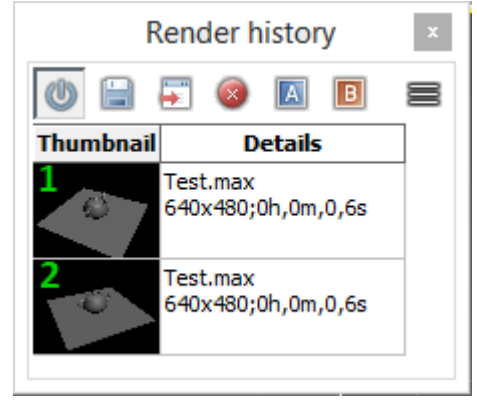 Render history
x
A B
Thumbnail Details
1
Test.max
640x480;0h,0m,0,6s
2
Test.max
640x480;0h,0m,0,6s